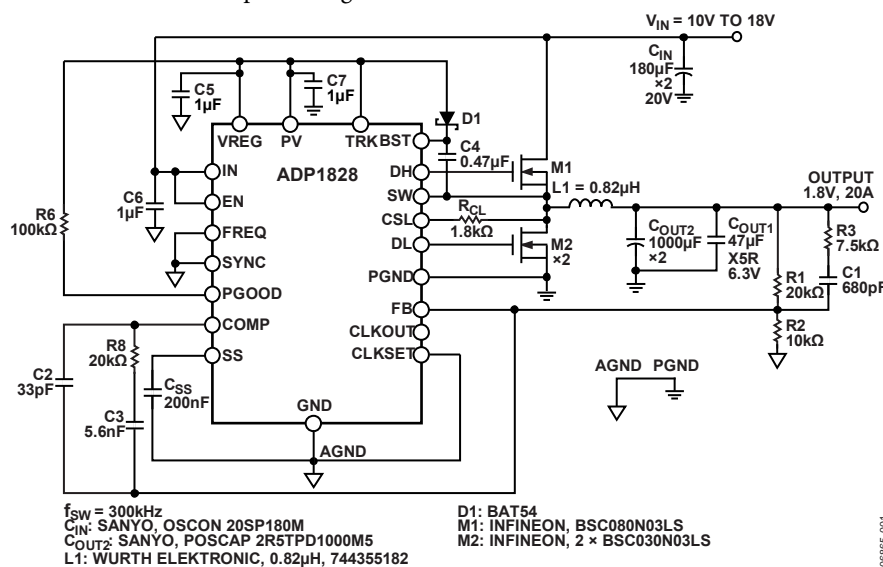 V_IN = 10V TO 18V
C_IN
180µF
×2
20V
C5
1µF
C7
1µF
D1
VREG
PV
TRK
BST
C4
0.47µF
IN
ADP1828
DH
M1
L1 = 0.82µH
OUTPUT
1.8V, 20A
C6
1µF
EN
SW
R6
100kΩ
FREQ
CSL
R_CL
1.8kΩ
C_OUT2
1000µF
×2
C_OUT1
47µF
X5R
6.3V
R3
7.5kΩ
SYNC
DL
M2
×2
PGOOD
PGND
R1
20kΩ
C1
680pF
COMP
FB
R8
20kΩ
CLKOUT
R2
10kΩ
SS
CLKSET
C2
33pF
C_SS
200nF
AGND PGND
C3
5.6nF
GND
AGND
f_SW = 300kHz
C_IN: SANYO, OSCON 20SP180M
C_OUT2: SANYO, POSCAP 2R5TPD1000M5
L1: WURTH ELEKTRONIC, 0.82µH, 744355182
D1: BAT54
M1: INFINEON, BSC080N03LS
M2: INFINEON, 2 × BSC030N03LS